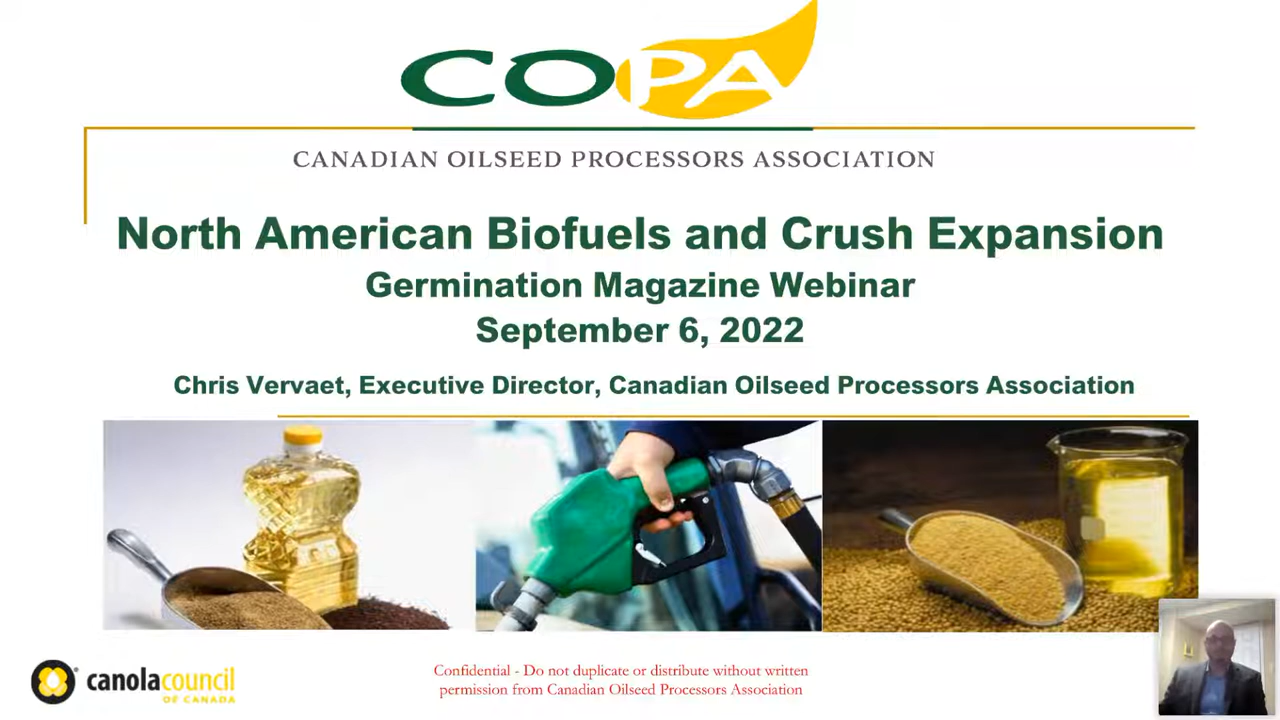 COPA
CANADIAN OILSEED PROCESSORS ASSOCIATION
North American Biofuels and Crush Expansion
Germination Magazine Webinar
September 6, 2022
Chris Vervaet, Executive Director, Canadian Oilseed Processors Association
canolacouncil
OF CANADA
Confidential - Do not duplicate or distribute without written
permission from Canadian Oilseed Processors Association